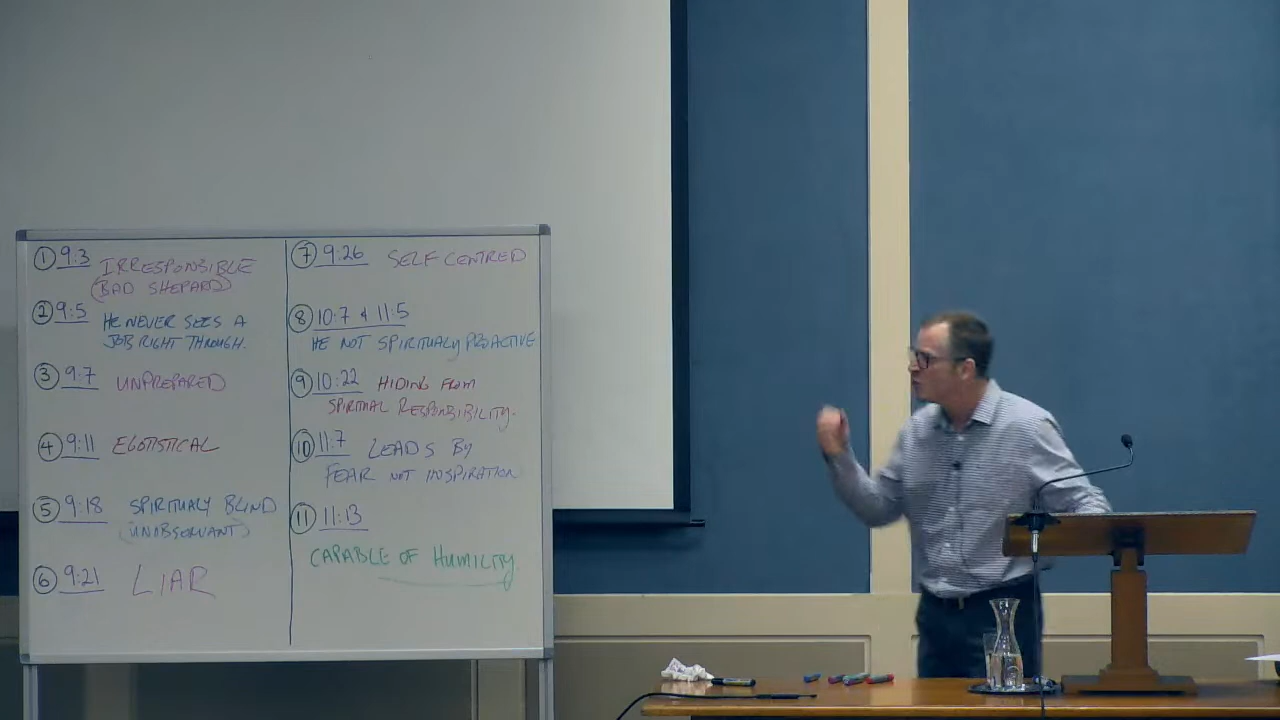 ① 9:3 IRRESPONSIBLE
(BAD SHEPARD)
② 9:5 HE NEVER SEES A
JOB RIGHT THROUGH.
③ 9:7 UNPREPARED
④ 9:11 EGOTISTICAL
⑤ 9:18 SPIRITUALY BLIND
(UNOBSERVANT)
⑥ 9:21 LIAR
⑦ 9:26 SELF CENTRED
⑧ 10:7 & 11:5
HE NOT SPIRITUALY PROACTIVE
⑨ 10:22 HIDING FROM
SPIRITUAL RESPONSIBILITY.
⑩ 11:7 LEADS BY
FEAR NOT INSPIRATION
⑪ 11:13
CAPABLE OF HUMILITY